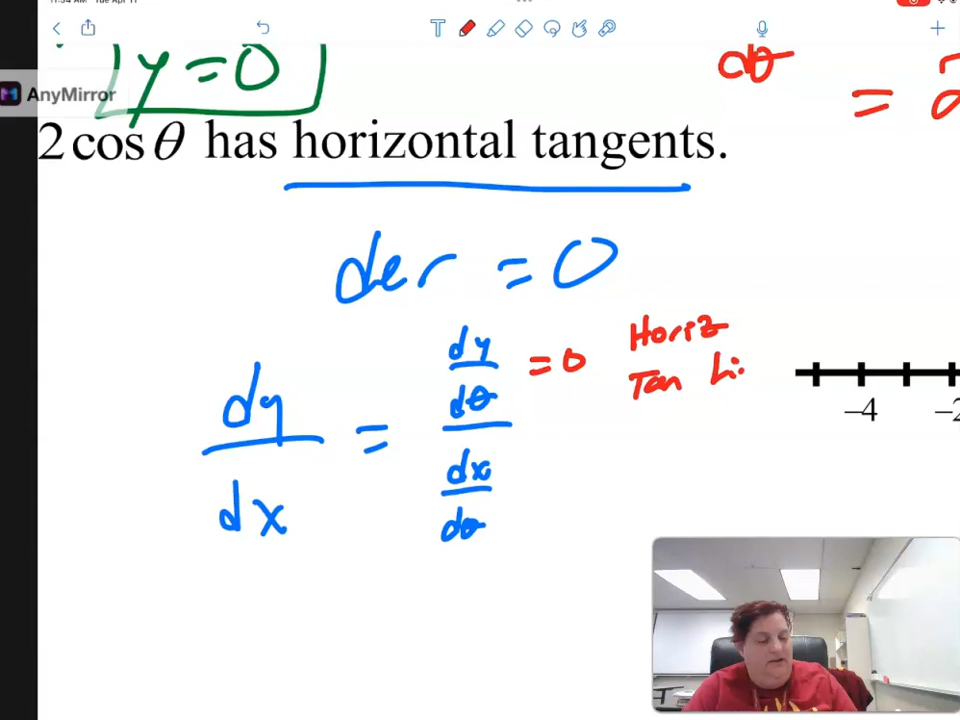 y = 0
dθ
=
AnyMirror
2 cos θ has horizontal tangents.
der = 0
dy/dθ = 0 Horiz
Tan Li
dy/dx = dy/dθ / dx/dθ
–4